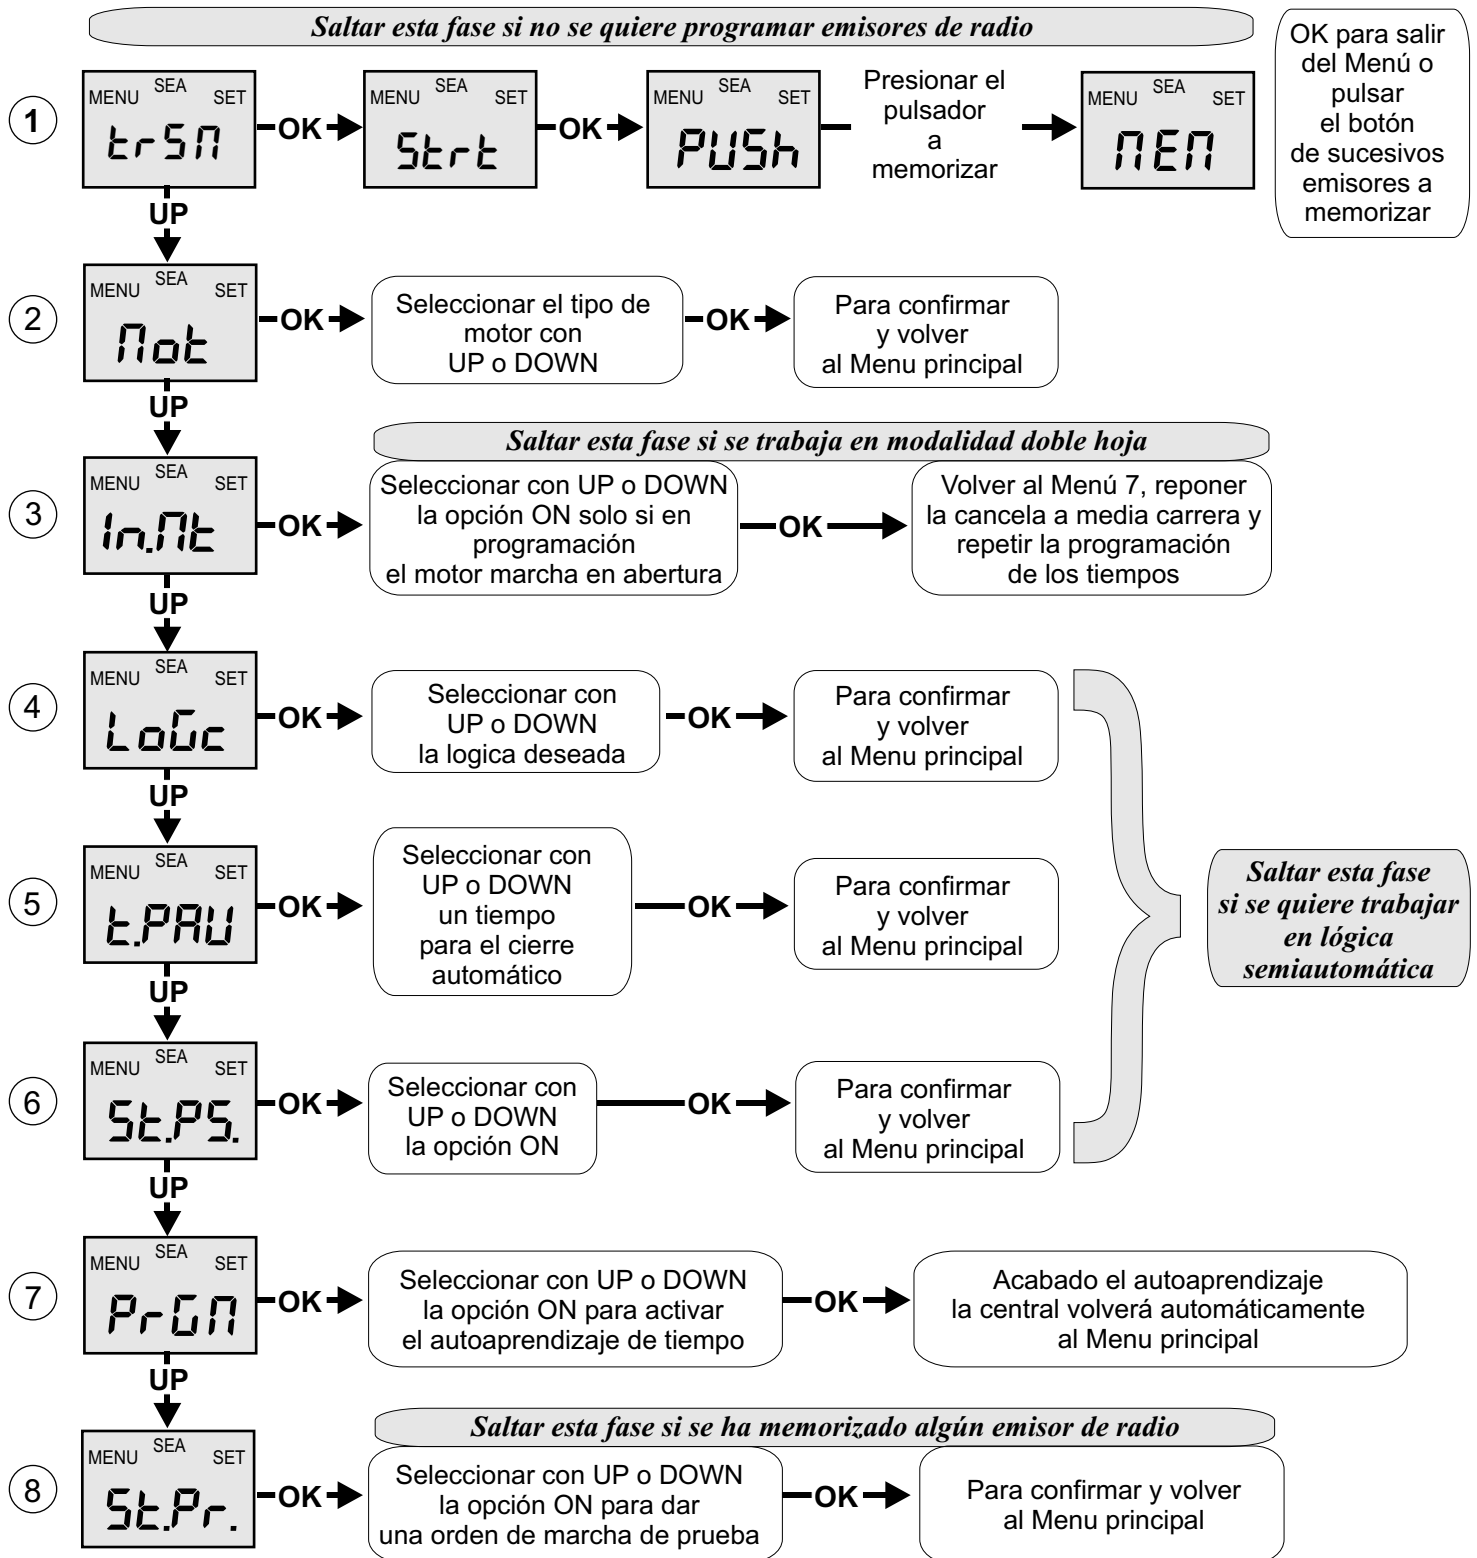 Saltar esta fase si no se quiere programar emisores de radio
1
MENU SEA SET
trSM
OK
MENU SEA SET
Strt
OK
MENU SEA SET
PUSh
Presionar el
pulsador
a
memorizar
MENU SEA SET
MEM
OK para salir
del Menú o
pulsar
el botón
de sucesivos
emisores a
memorizar
UP
2
MENU SEA SET
Mot
OK
Seleccionar el tipo de
motor con
UP o DOWN
OK
Para confirmar
y volver
al Menu principal
UP
Saltar esta fase si se trabaja en modalidad doble hoja
3
MENU SEA SET
In.Mt
OK
Seleccionar con UP o DOWN
la opción ON solo si en
programación
el motor marcha en abertura
OK
Volver al Menú 7, reponer
la cancela a media carrera y
repetir la programación
de los tiempos
UP
4
MENU SEA SET
LoGc
OK
Seleccionar con
UP o DOWN
la logica deseada
OK
Para confirmar
y volver
al Menu principal
UP
5
MENU SEA SET
t.PAU
OK
Seleccionar con
UP o DOWN
un tiempo
para el cierre
automático
OK
Para confirmar
y volver
al Menu principal
Saltar esta fase
si se quiere trabajar
en lógica
semiautomática
UP
6
MENU SEA SET
St.PS.
OK
Seleccionar con
UP o DOWN
la opción ON
OK
Para confirmar
y volver
al Menu principal
UP
7
MENU SEA SET
PrGM
OK
Seleccionar con UP o DOWN
la opción ON para activar
el autoaprendizaje de tiempo
OK
Acabado el autoaprendizaje
la central volverá automáticamente
al Menu principal
UP
Saltar esta fase si se ha memorizado algún emisor de radio
8
MENU SEA SET
St.Pr.
OK
Seleccionar con UP o DOWN
la opción ON para dar
una orden de marcha de prueba
OK
Para confirmar y volver
al Menu principal